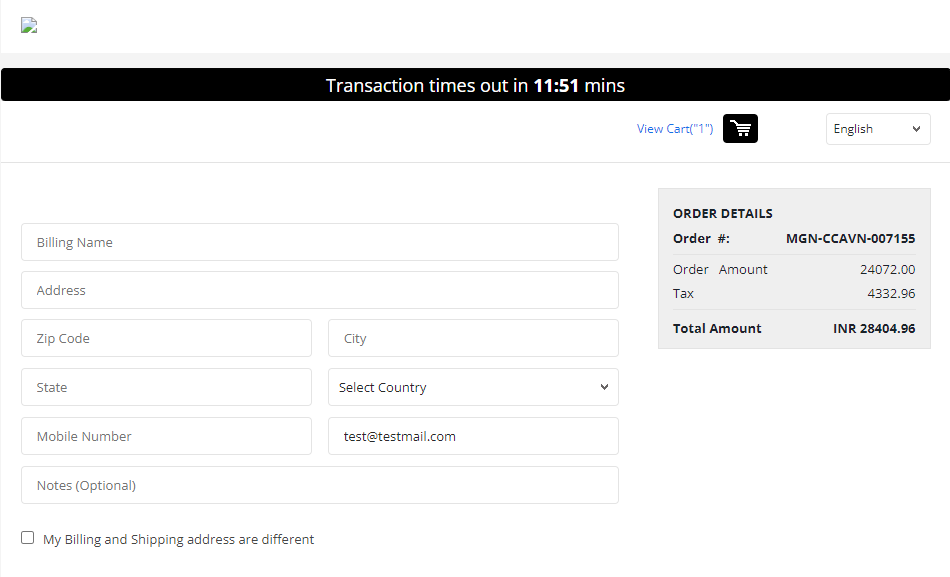 Transaction times out in 11:51 mins
View Cart("1")
English
Billing Name
Address
Zip Code
City
State
Select Country
Mobile Number
test@testmail.com
Notes (Optional)
My Billing and Shipping address are different
ORDER DETAILS
Order #: MGN-CCAVN-007155
Order Amount 24072.00
Tax 4332.96
Total Amount INR 28404.96